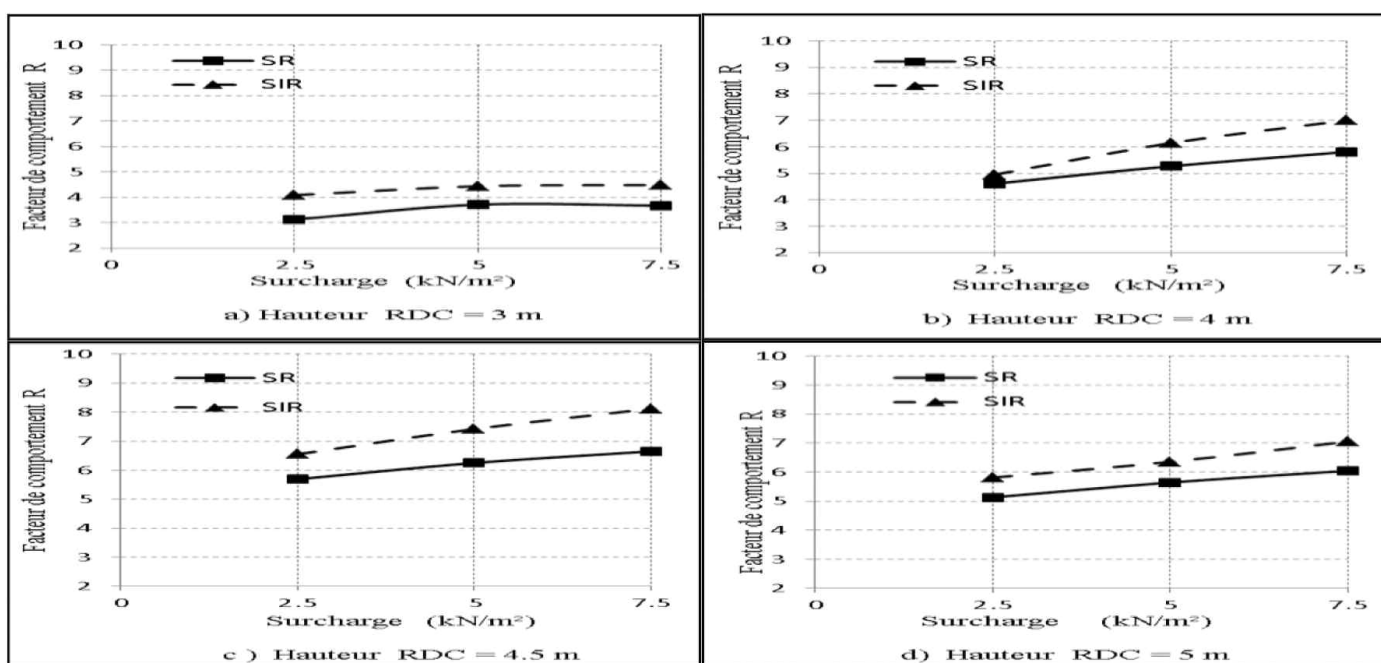 Facteur de comportement R
10
9
8
7
6
5
4
3
2
SR
SIR
0 2.5 5 7.5
Surcharge (kN/m²)
a) Hauteur RDC = 3 m
Facteur de comportement R
10
9
8
7
6
5
4
3
2
SR
SIR
0 2.5 5 7.5
Surcharge (kN/m²)
b) Hauteur RDC = 4 m
Facteur de comportement R
10
9
8
7
6
5
4
3
2
SR
SIR
0 2.5 5 7.5
Surcharge (kN/m²)
c ) Hauteur RDC = 4.5 m
Facteur de comportement R
10
9
8
7
6
5
4
3
2
SR
SIR
0 2.5 5 7.5
Surcharge (kN/m²)
d) Hauteur RDC = 5 m